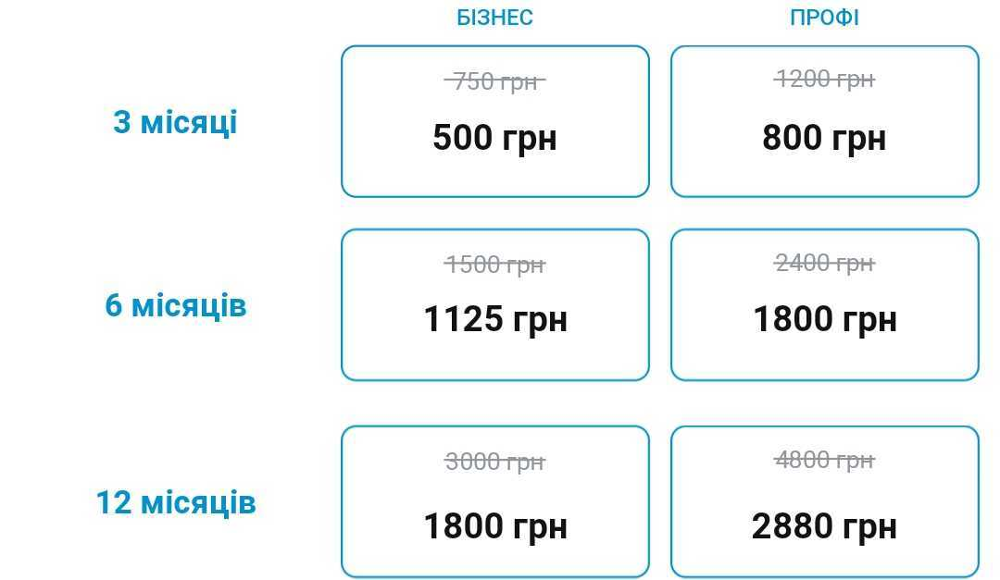 БІЗНЕС ПРОФІ
750 грн 1200 грн
3 місяці 500 грн 800 грн
1500 грн 2400 грн
6 місяців 1125 грн 1800 грн
3000 грн 4800 грн
12 місяців 1800 грн 2880 грн